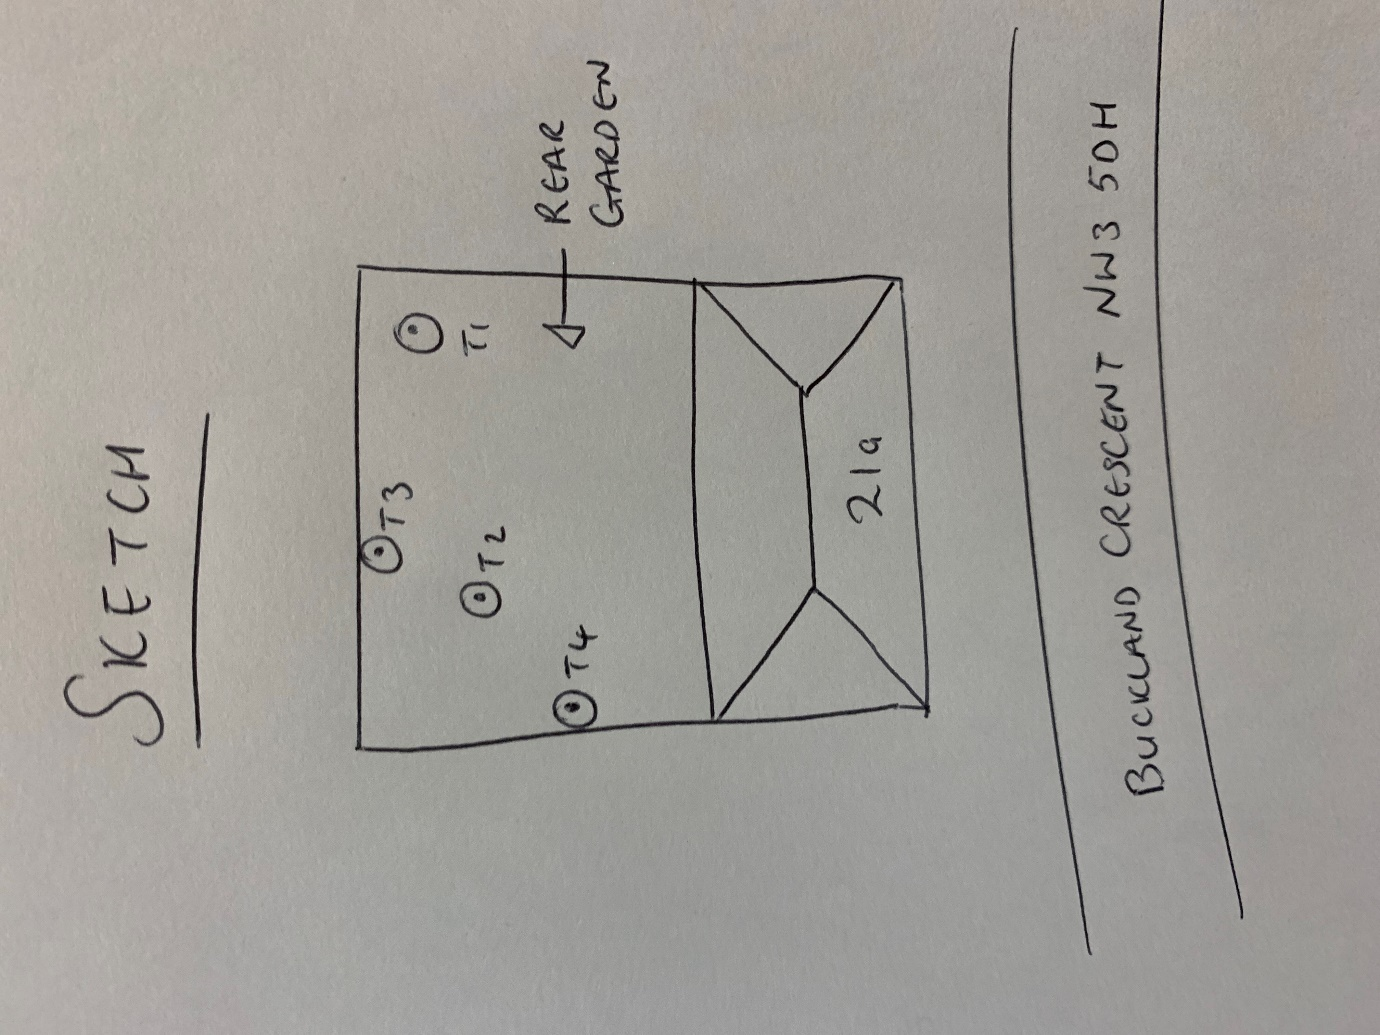 SKETCH
T3
T1
T2
T4
REAR
GARDEN
21a
BUCKLAND CRESCENT NW3 5DH